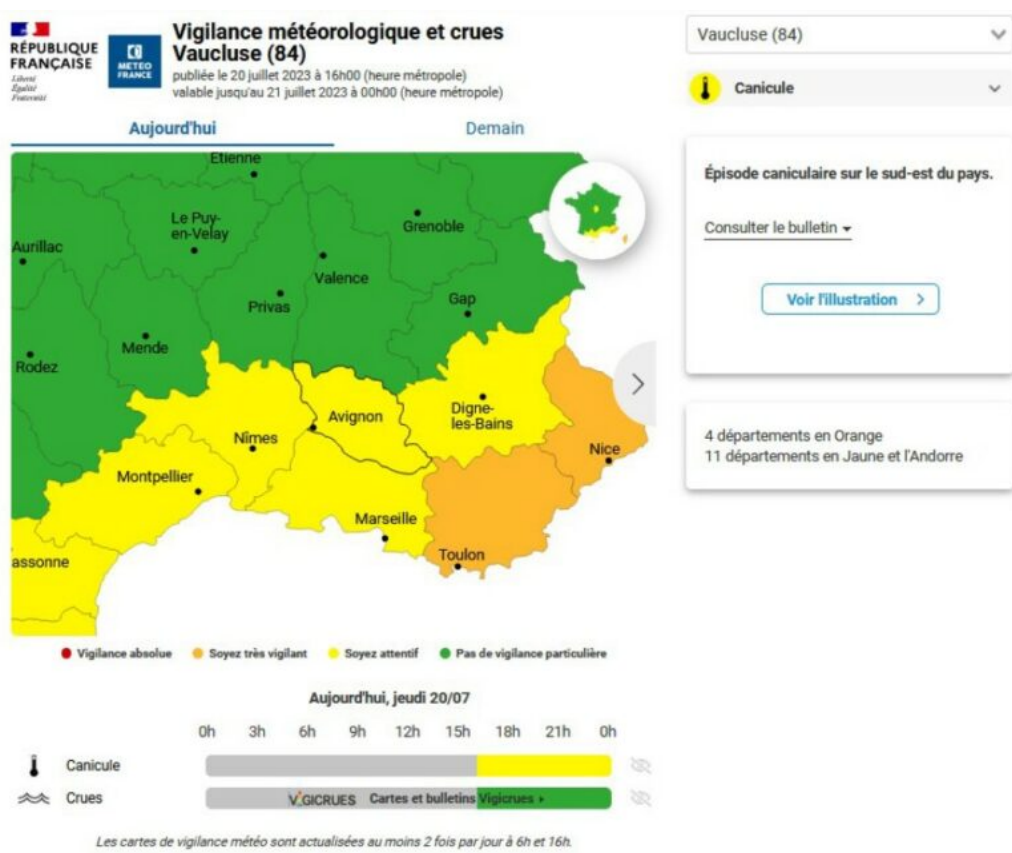 RÉPUBLIQUE
FRANÇAISE
Liberté
Égalité
Fraternité
METEO
FRANCE
Vigilance météorologique et crues
Vaucluse (84)
publiée le 20 juillet 2023 à 16h00 (heure métropole)
valable jusqu'au 21 juillet 2023 à 00h00 (heure métropole)
Aujourd'hui
Demain
Etienne
Le Puy-
en-Velay
Grenoble
Aurillac
Valence
Privas
Gap
Mende
Rodez
Avignon
Digne-
les-Bains
Nîmes
Nice
Montpellier
Marseille
Toulon
assonne
Vigilance absolue
Soyez très vigilant
Soyez attentif
Pas de vigilance particulière
Aujourd'hui, jeudi 20/07
0h 3h 6h 9h 12h 15h 18h 21h 0h
Canicule
Crues
VIGICRUES Cartes et bulletins Vigicrues
Les cartes de vigilance météo sont actualisées au moins 2 fois par jour à 6h et 16h.
Vaucluse (84)
Canicule
Épisode caniculaire sur le sud-est du pays.
Consulter le bulletin
Voir l'illustration
4 départements en Orange
11 départements en Jaune et l'Andorre